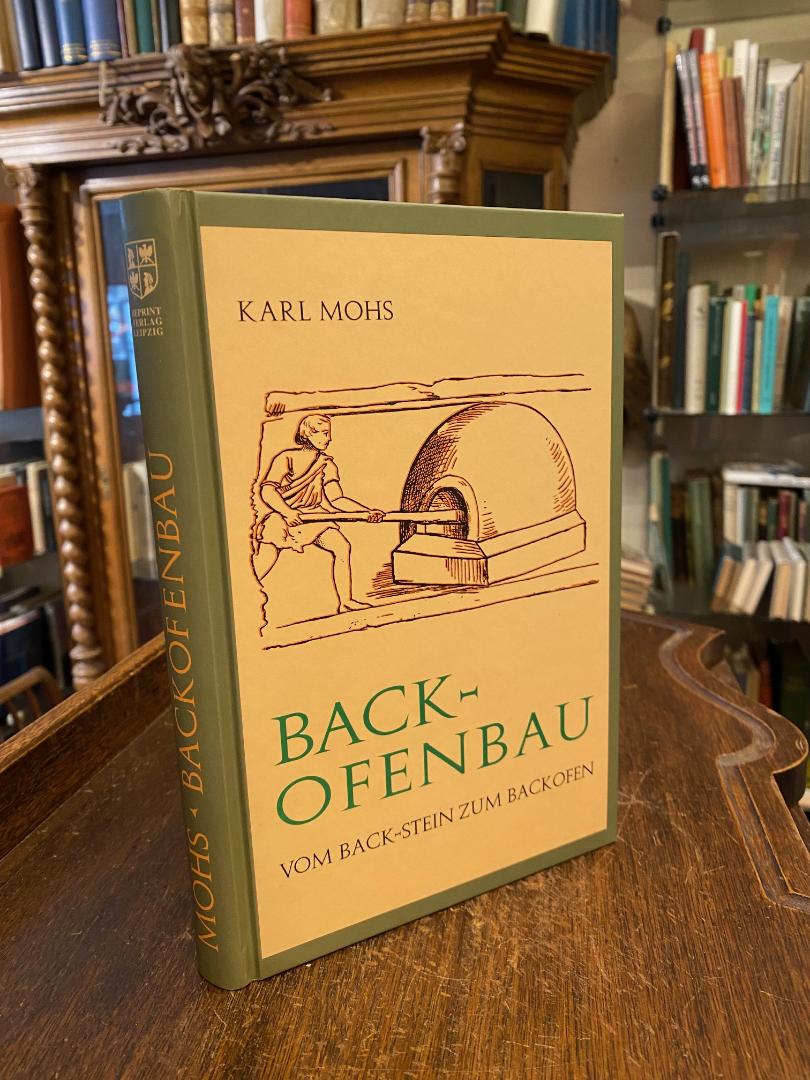 KARL MOHS
BACK-
OFENBAU
VOM BACK-STEIN ZUM BACKOFEN
REPRINT
VERLAG
LEIPZIG
MOHS · BACKOFENBAU